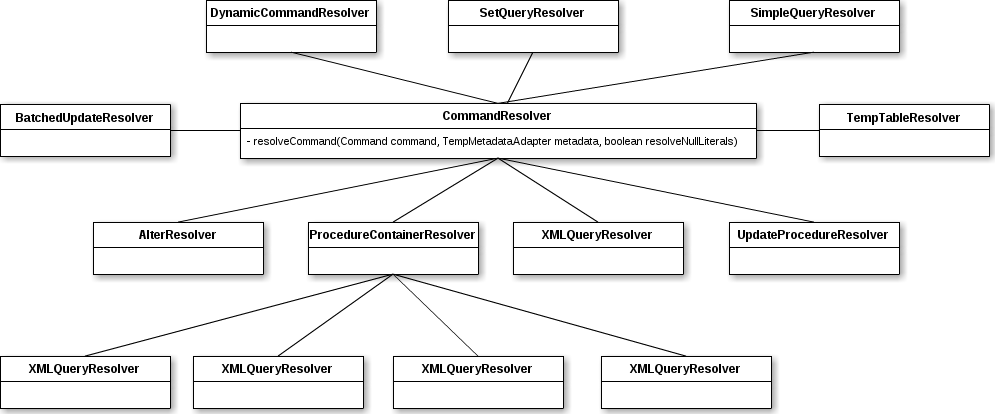 DynamicCommandResolver
SetQueryResolver
SimpleQueryResolver
BatchedUpdateResolver
CommandResolver
- resolveCommand(Command command, TempMetadataAdapter metadata, boolean resolveNullLiterals)
TempTableResolver
AlterResolver
ProcedureContainerResolver
XMLQueryResolver
UpdateProcedureResolver
XMLQueryResolver
XMLQueryResolver
XMLQueryResolver
XMLQueryResolver